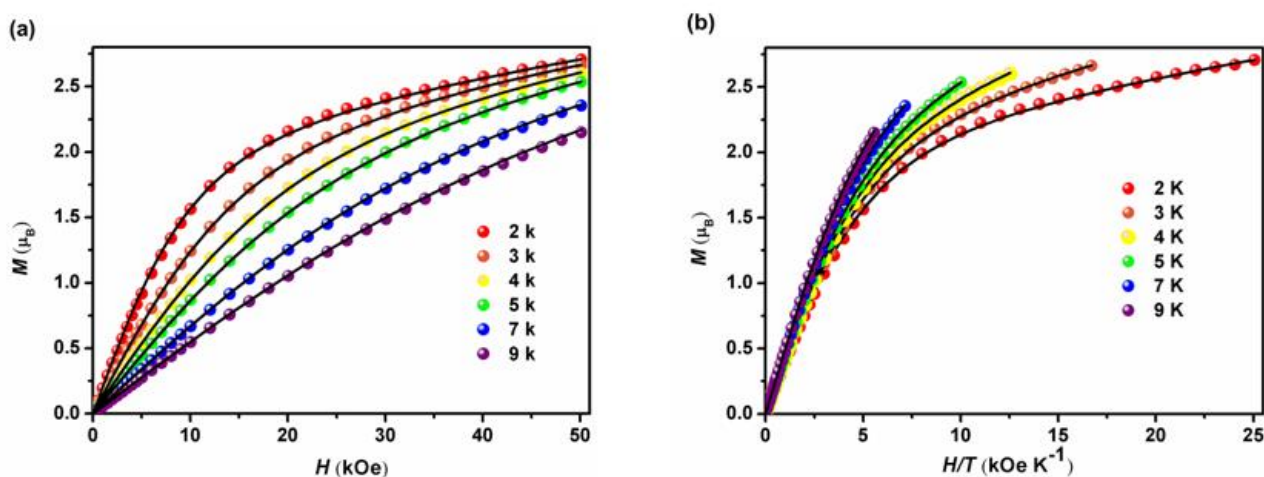 (a)
M (μB)
2.5
2.0
1.5
1.0
0.5
0.0
2 k
3 k
4 k
5 k
7 k
9 k
0 10 20 30 40 50
H (kOe)
(b)
M (μB)
2.5
2.0
1.5
1.0
0.5
0.0
2 K
3 K
4 K
5 K
7 K
9 K
0 5 10 15 20 25
H/T (kOe K⁻¹)